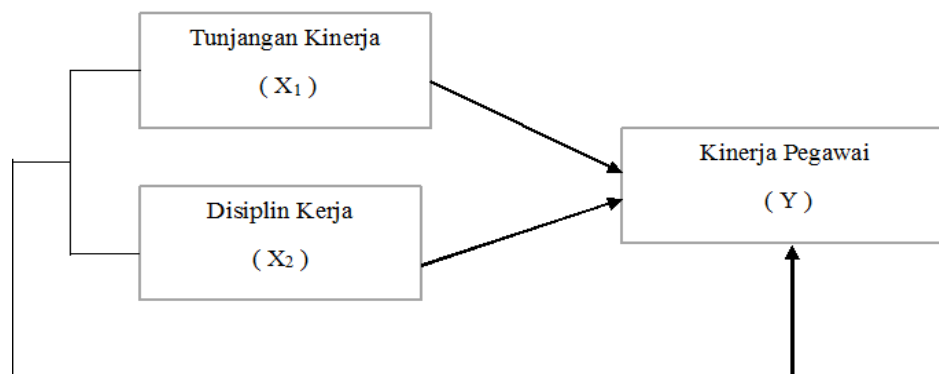 Tunjangan Kinerja
( X₁ )
Kinerja Pegawai
( Y )
Disiplin Kerja
( X₂ )